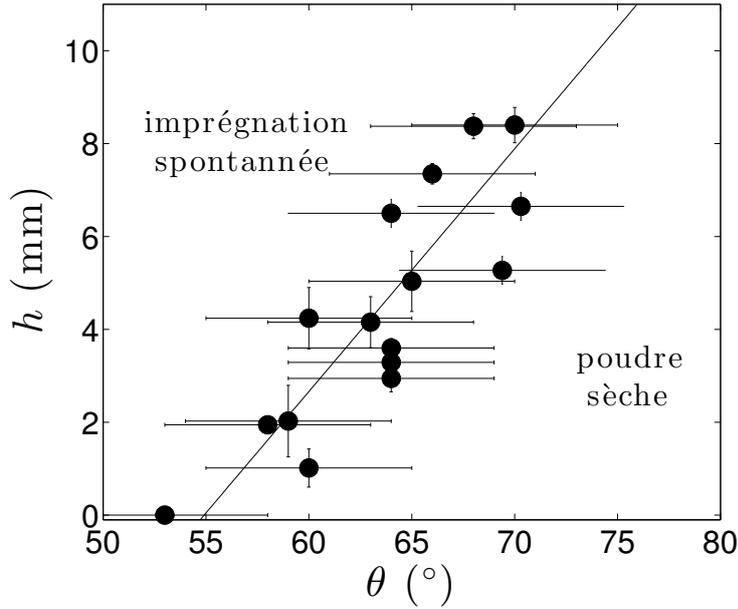 10
8
6
4
2
0
h (mm)
imprégnation
spontannée
poudre
sèche
50 55 60 65 70 75 80
θ (°)